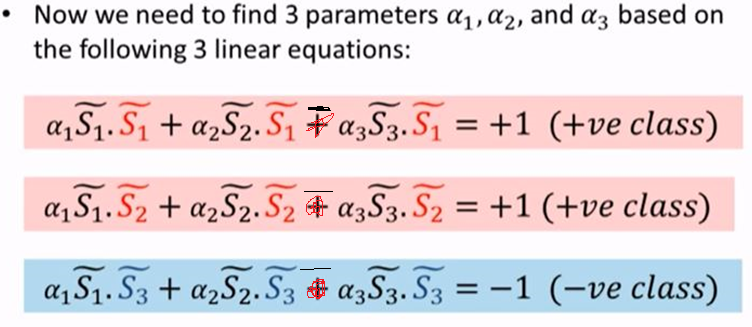 • Now we need to find 3 parameters α₁, α₂, and α₃ based on
the following 3 linear equations:
α₁S̃₁. S̃₁ + α₂S̃₂. S̃₁ + α₃S̃₃. S̃₁ = +1 (+ve class)
α₁S̃₁. S̃₂ + α₂S̃₂. S̃₂ + α₃S̃₃. S̃₂ = +1 (+ve class)
α₁S̃₁. S̃₃ + α₂S̃₂. S̃₃ + α₃S̃₃. S̃₃ = −1 (−ve class)